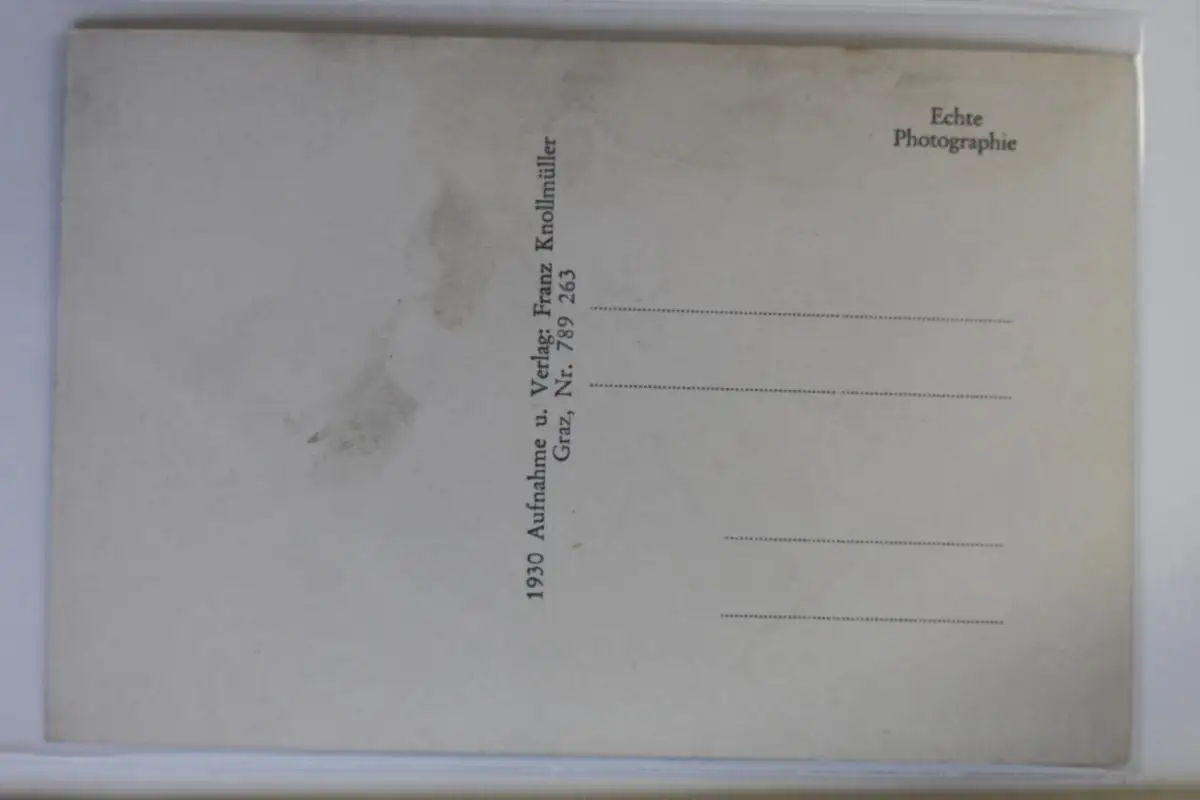 Echte
Photographie
1930 Aufnahme u. Verlag: Franz Knollmüller
Graz, Nr. 789 263